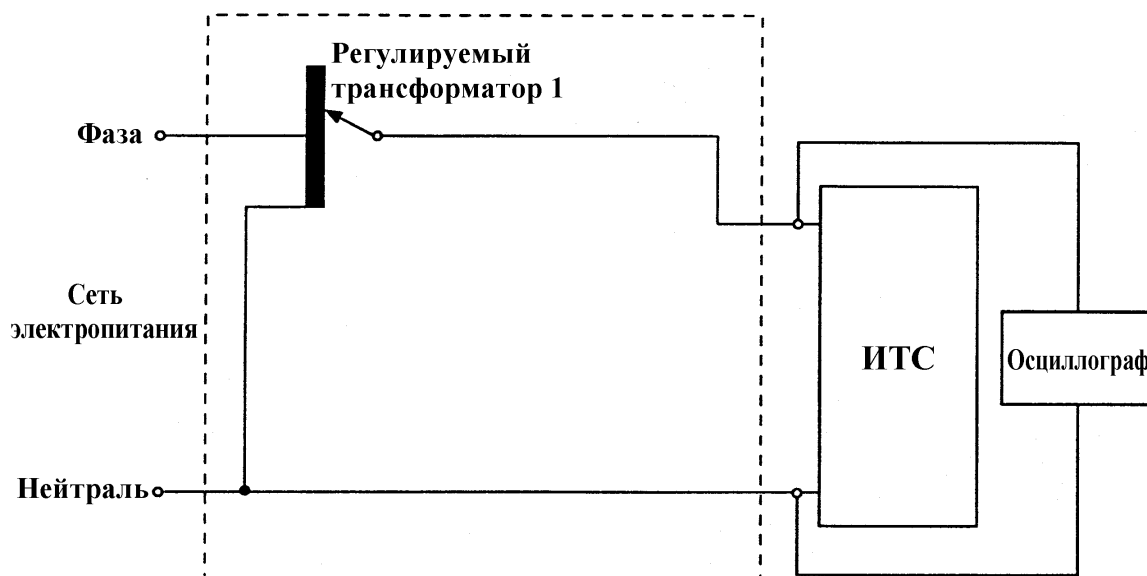 Регулируемый
трансформатор 1
Фаза
Сеть
электропитания
ИТС
Осциллограф
Нейтраль